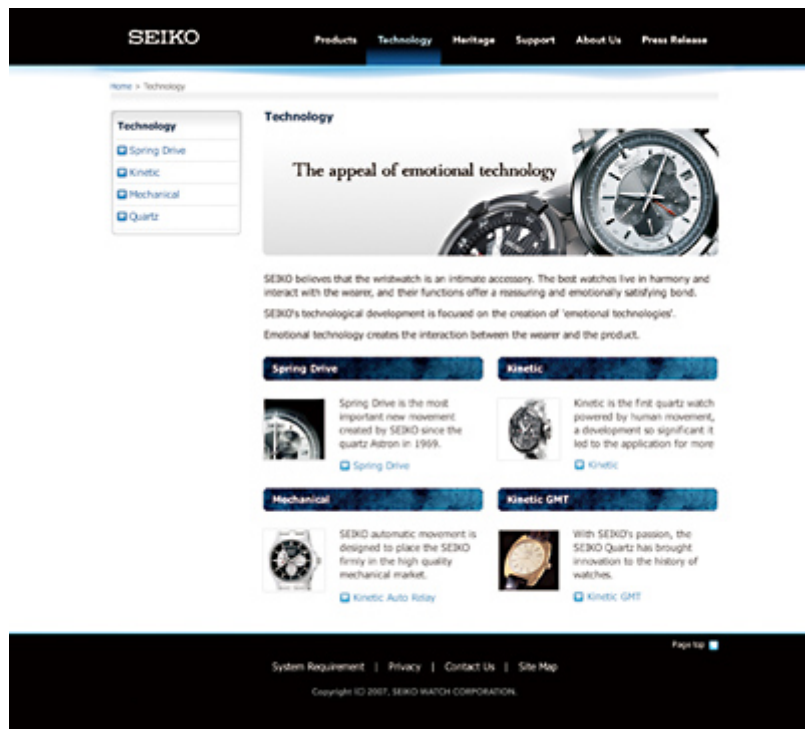 SEIKO
Products Technology Heritage Support About Us Press Release
Home > Technology
Technology
Spring Drive
Kinetic
Mechanical
Quartz
Technology
The appeal of emotional technology
SEIKO believes that the wristwatch is an intimate accessory. The best watches live in harmony and
interact with the wearer, and their functions offer a reassuring and emotionally satisfying bond.
SEIKO's technological development is focused on the creation of 'emotional technologies'.
Emotional technology creates the interaction between the wearer and the product.
Spring Drive
Spring Drive is the most
important new movement
created by SEIKO since the
quartz Astron in 1969.
Spring Drive
Kinetic
Kinetic is the first quartz watch
powered by human movement,
a development so significant it
led to the application for more
Kinetic
Mechanical
SEIKO automatic movement is
designed to place the SEIKO
firmly in the high quality
mechanical market.
Kinetic Auto Relay
Kinetic GMT
With SEIKO's passion, the
SEIKO Quartz has brought
innovation to the history of
watches.
Kinetic GMT
Page top
System Requirement | Privacy | Contact Us | Site Map
Copyright (C) 2007, SEIKO WATCH CORPORATION.